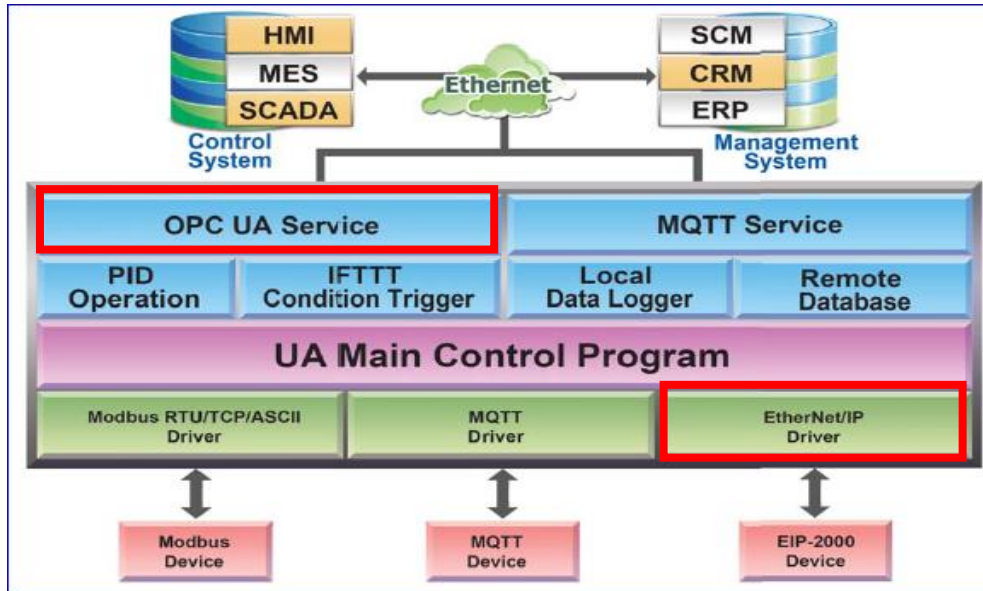 HMI
MES
SCADA
Control
System
Ethernet
SCM
CRM
ERP
Management
System
OPC UA Service
MQTT Service
PID
Operation
IFTTT
Condition Trigger
Local
Data Logger
Remote
Database
UA Main Control Program
Modbus RTU/TCP/ASCII
Driver
MQTT
Driver
EtherNet/IP
Driver
Modbus
Device
MQTT
Device
EIP-2000
Device